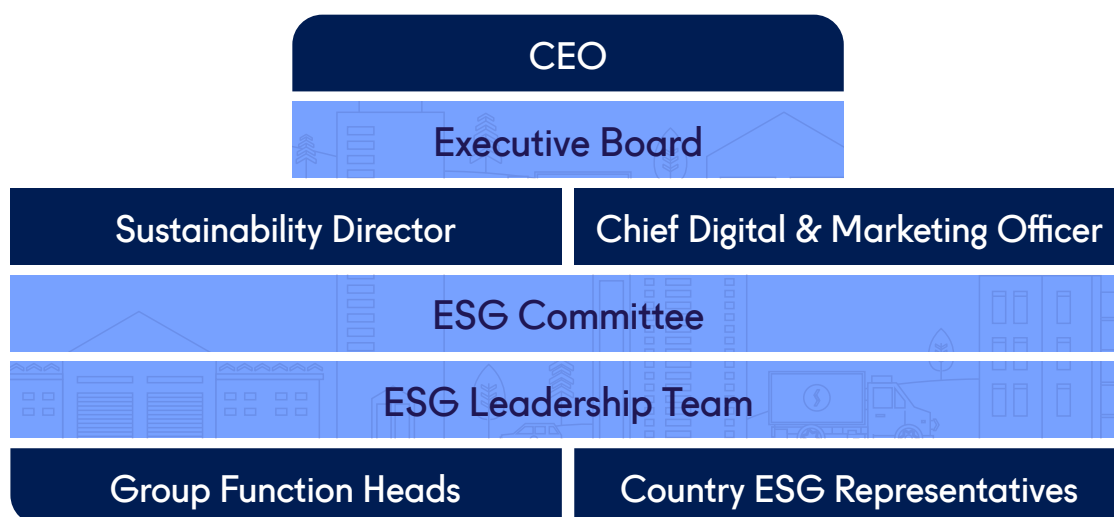 CEO
Executive Board
Sustainability Director
Chief Digital & Marketing Officer
ESG Committee
ESG Leadership Team
Group Function Heads
Country ESG Representatives